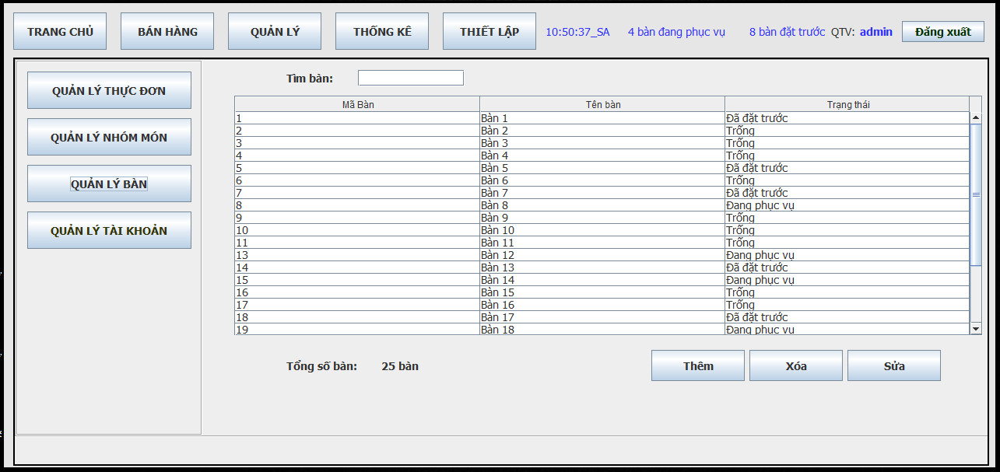 TRANG CHỦ BÁN HÀNG QUẢN LÝ THỐNG KÊ THIẾT LẬP 10:50:37_SA 4 bàn đang phục vụ 8 bàn đặt trước QTV: admin Đăng xuất
QUẢN LÝ THỰC ĐƠN
QUẢN LÝ NHÓM MÓN
QUẢN LÝ BÀN
QUẢN LÝ TÀI KHOẢN
Tìm bàn:
Mã Bàn Tên bàn Trạng thái
1 Bàn 1 Đã đặt trước
2 Bàn 2 Trống
3 Bàn 3 Trống
4 Bàn 4 Trống
5 Bàn 5 Đã đặt trước
6 Bàn 6 Trống
7 Bàn 7 Đã đặt trước
8 Bàn 8 Đang phục vụ
9 Bàn 9 Trống
10 Bàn 10 Trống
11 Bàn 11 Trống
13 Bàn 12 Đang phục vụ
14 Bàn 13 Đã đặt trước
15 Bàn 14 Đang phục vụ
16 Bàn 15 Trống
17 Bàn 16 Trống
18 Bàn 17 Đã đặt trước
19 Bàn 18 Đang phục vụ
Tổng số bàn: 25 bàn Thêm Xóa Sửa